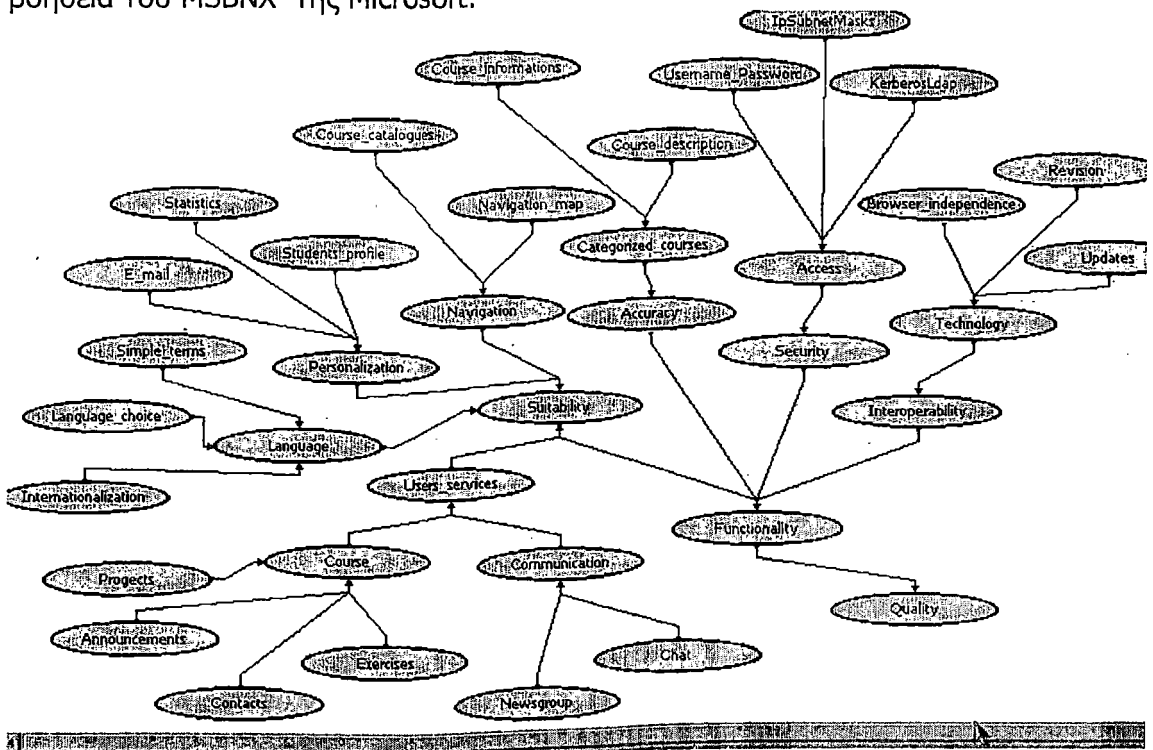 βοήθεια του MSBNX της Microsoft.
IpSubnetMasks
Course_informations
Username_Password
KerberosLdap
Course_catalogues
Course_description
Revision
Statistics
Navigation_map
Browser_independence
Students_profile
Categorized_courses
E_mail
Access
Updates
Navigation
Accuracy
Technology
Simple_terms
Personalization
Security
Language_choice
Suitability
Interoperability
Language
Internationalization
Users_services
Functionality
Progects
Course
Communication
Quality
Announcements
Exercises
Chat
Contacts
Newsgroup